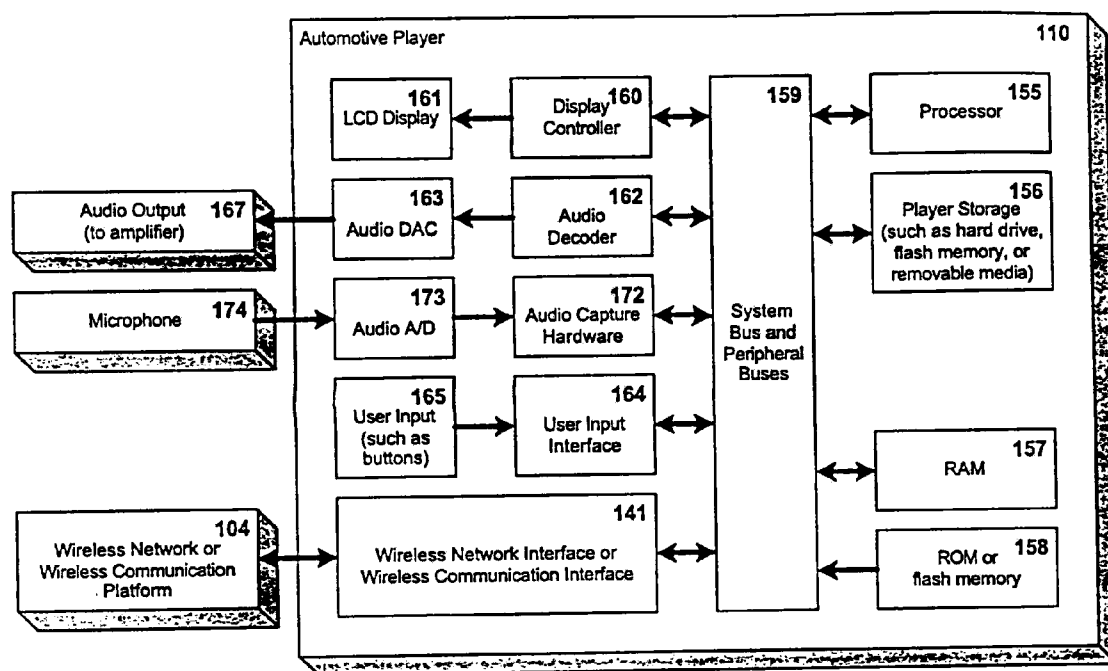 Automotive Player
110
161
LCD Display
160
Display
Controller
159
System
Bus and
Peripheral
Buses
155
Processor
167
Audio Output
(to amplifier)
163
Audio DAC
162
Audio
Decoder
156
Player Storage
(such as hard drive,
flash memory, or
removable media)
174
Microphone
173
Audio A/D
172
Audio Capture
Hardware
165
User Input
(such as
buttons)
164
User Input
Interface
157
RAM
104
Wireless Network or
Wireless Communication
Platform
141
Wireless Network Interface or
Wireless Communication Interface
158
ROM or
flash memory